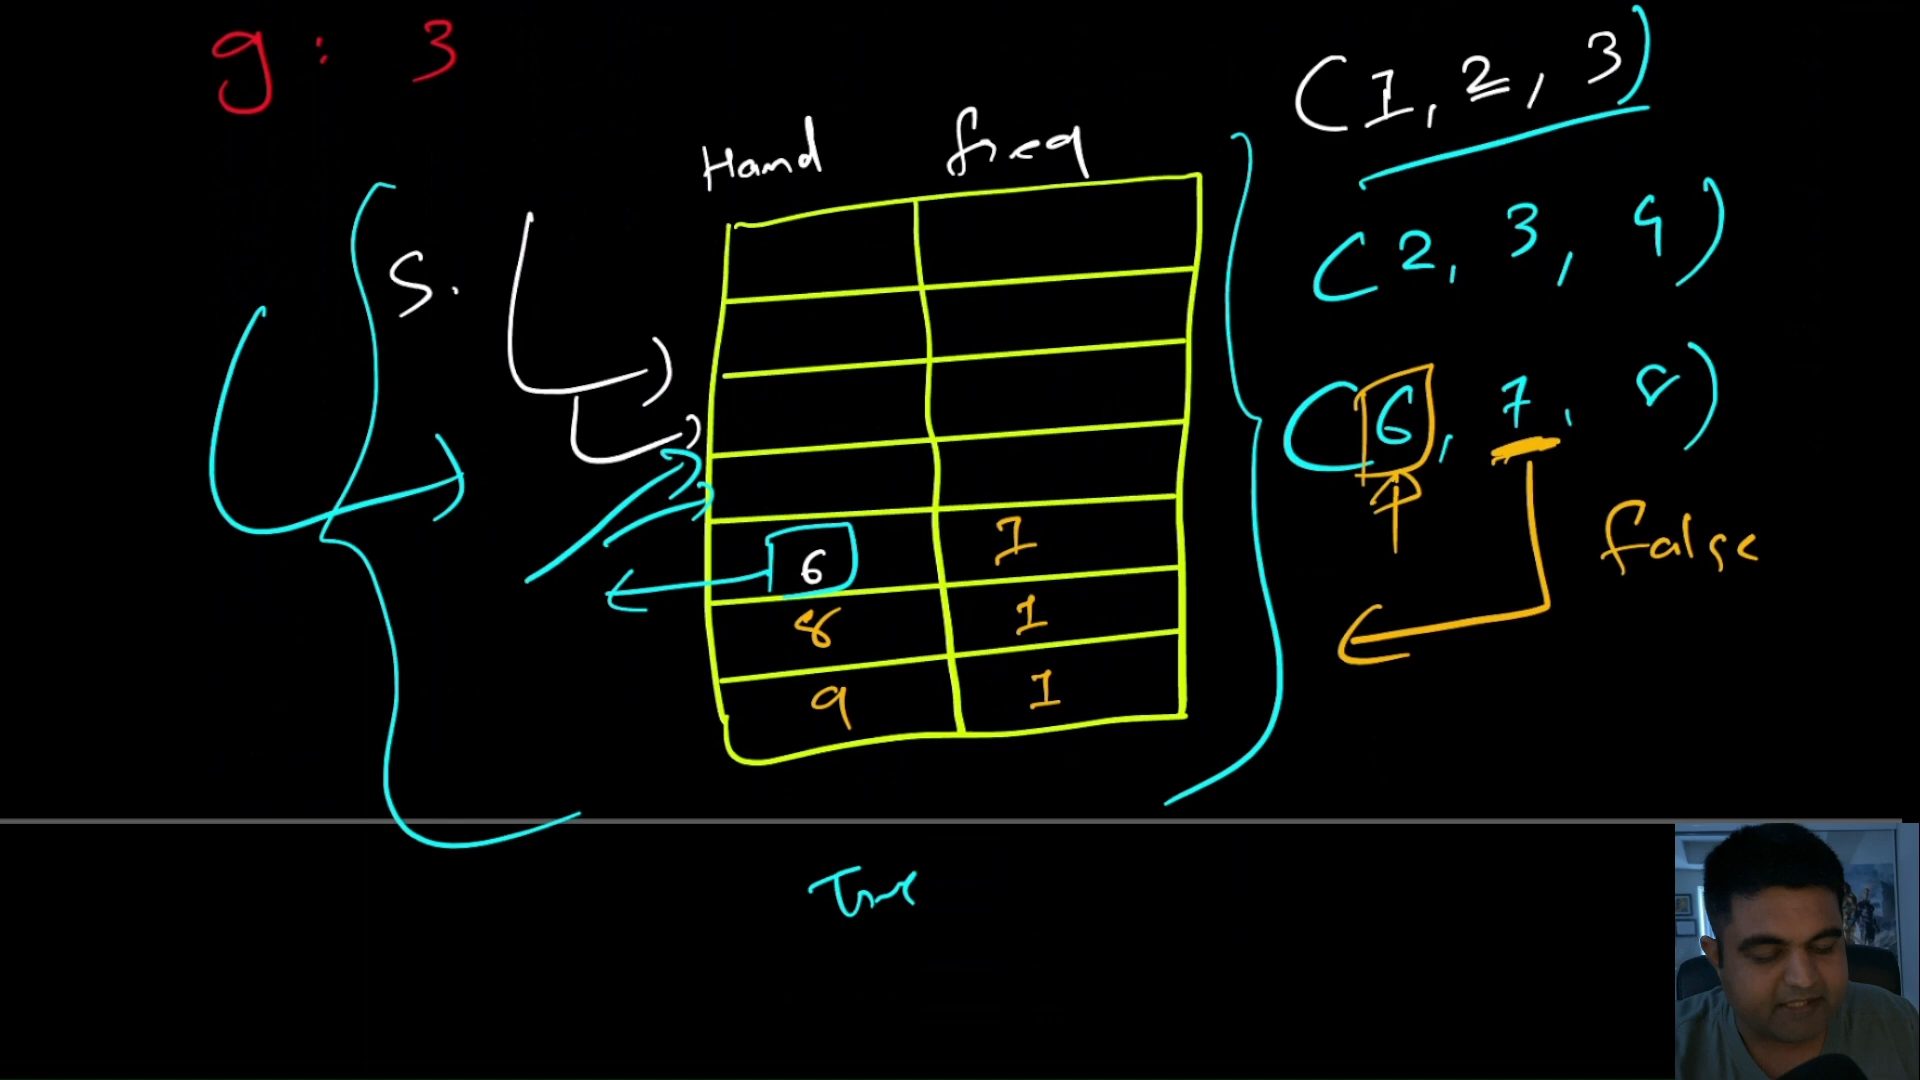 g : 3
(1, 2, 3)
Hand freq
S.
(2, 3, 4)
(6, 7, 8)
6 1
false
8 1
9 1
True